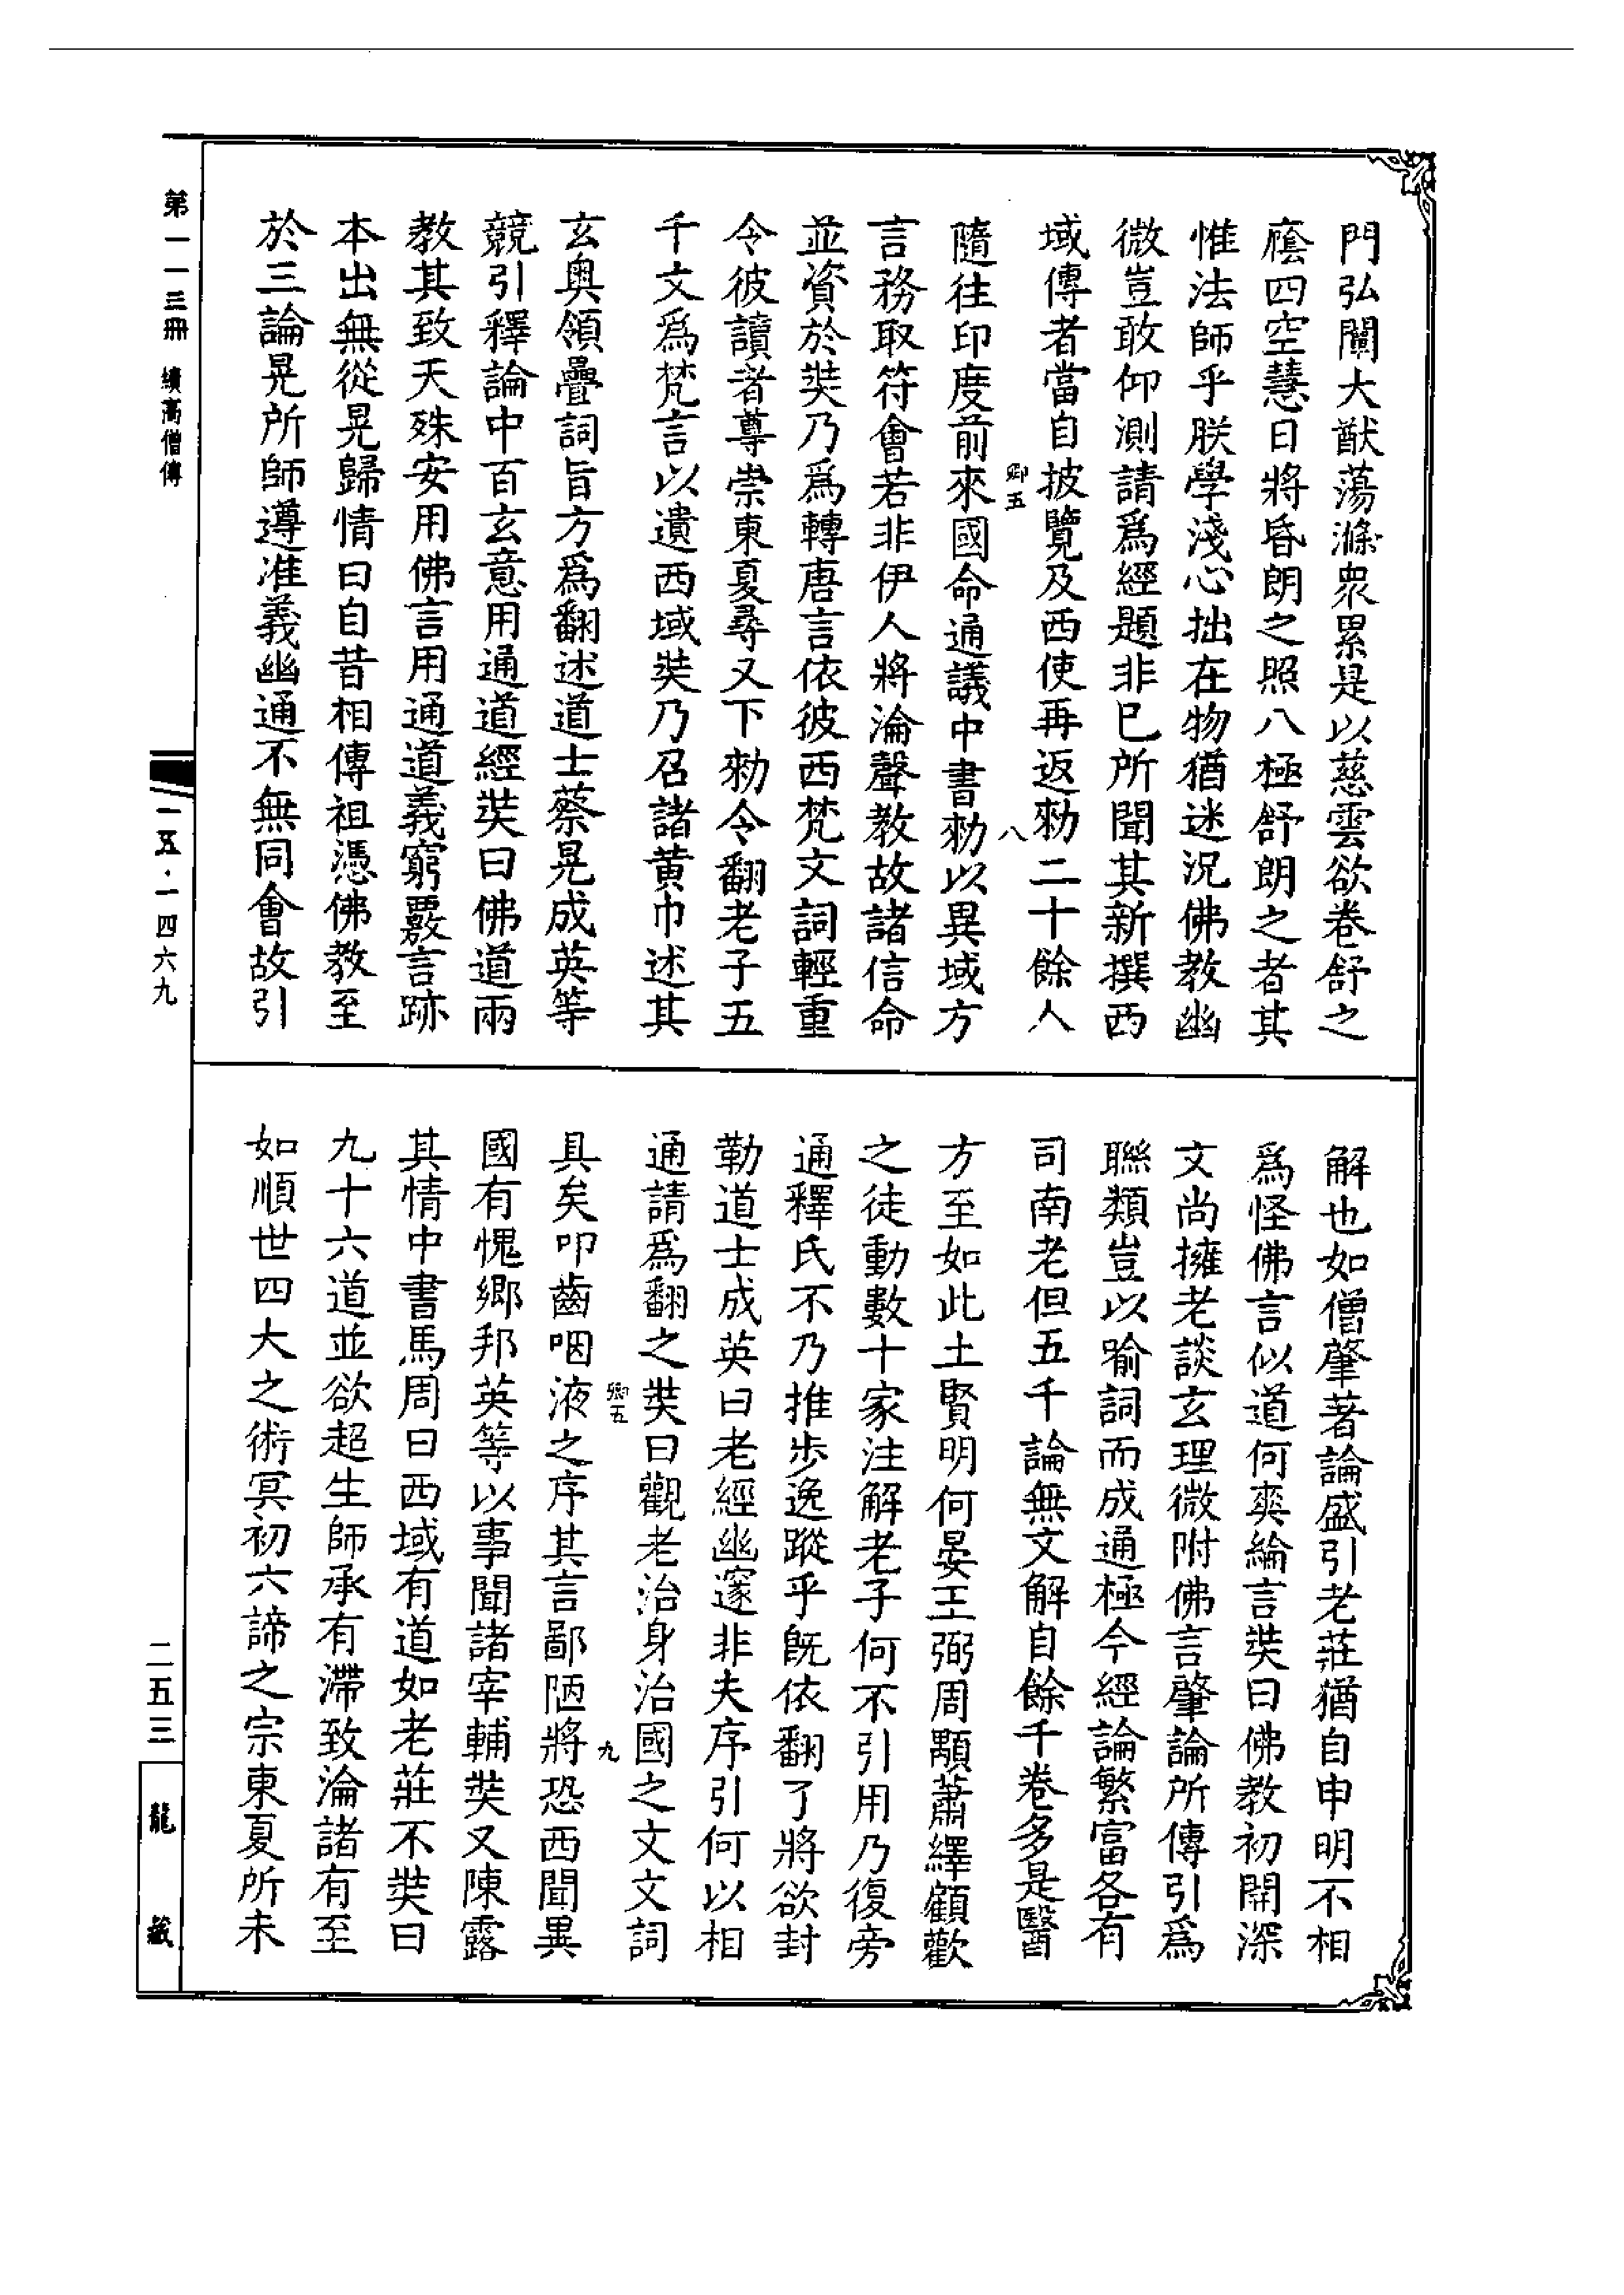 門弘闡大猷蕩滌衆累是以慈雲欲卷舒之
廕四空慧日將昏朗之照八極舒朗之者其
惟法師乎朕學淺心拙在物猶迷況佛教幽
微豈敢仰測請爲經題非已所聞其新撰西
域傳者當自披覽及西使再返勑二十餘人
卿五
八
隨往印度前來國命通議中書勑以異域方
言務取符會若非伊人將淪聲教故諸信命
並資於奘乃爲轉唐言依彼西梵文詞輕重
令彼讀者尊崇東夏尋又下勑令翻老子五
千文爲梵言以遺西域奘乃召諸黄巾述其
玄奥領疊詞旨方爲翻述道士蔡晃成英等
競引釋論中百玄意用通道經奘曰佛道兩
教其致天殊安用佛言用通道義窮覈言跡
本出無從晃歸情曰自昔相傳祖憑佛教至
於三論晃所師遵准義幽通不無同會故引
解也如僧肇著論盛引老莊猶自申明不相
爲怪佛言似道何爽綸言奘曰佛教初開深
文尚擁老談玄理微附佛言肇論所傳引爲
聯類豈以喻詞而成通極今經論繁富各有
司南老但五千論無文解自餘千卷多是醫
方至如此土賢明何晏王弼周顒蕭繹顧歡
之徒動數十家注解老子何不引用乃復旁
通釋氏不乃推步逸蹤乎既依翻了將欲封
勒道士成英曰老經幽邃非夫序引何以相
通請爲翻之奘曰觀老治身治國之文文詞
卿五
九
具矣叩齒咽液之序其言鄙陋將恐西聞異
國有愧鄉邦英等以事聞諸宰輔奘又陳露
其情中書馬周曰西域有道如老莊不奘曰
九十六道並欲超生師承有滯致淪諸有至
如順世四大之術冥初六諦之宗東夏所未
第一一三冊 續高僧傳
一五·一四六九
二五三
龍藏